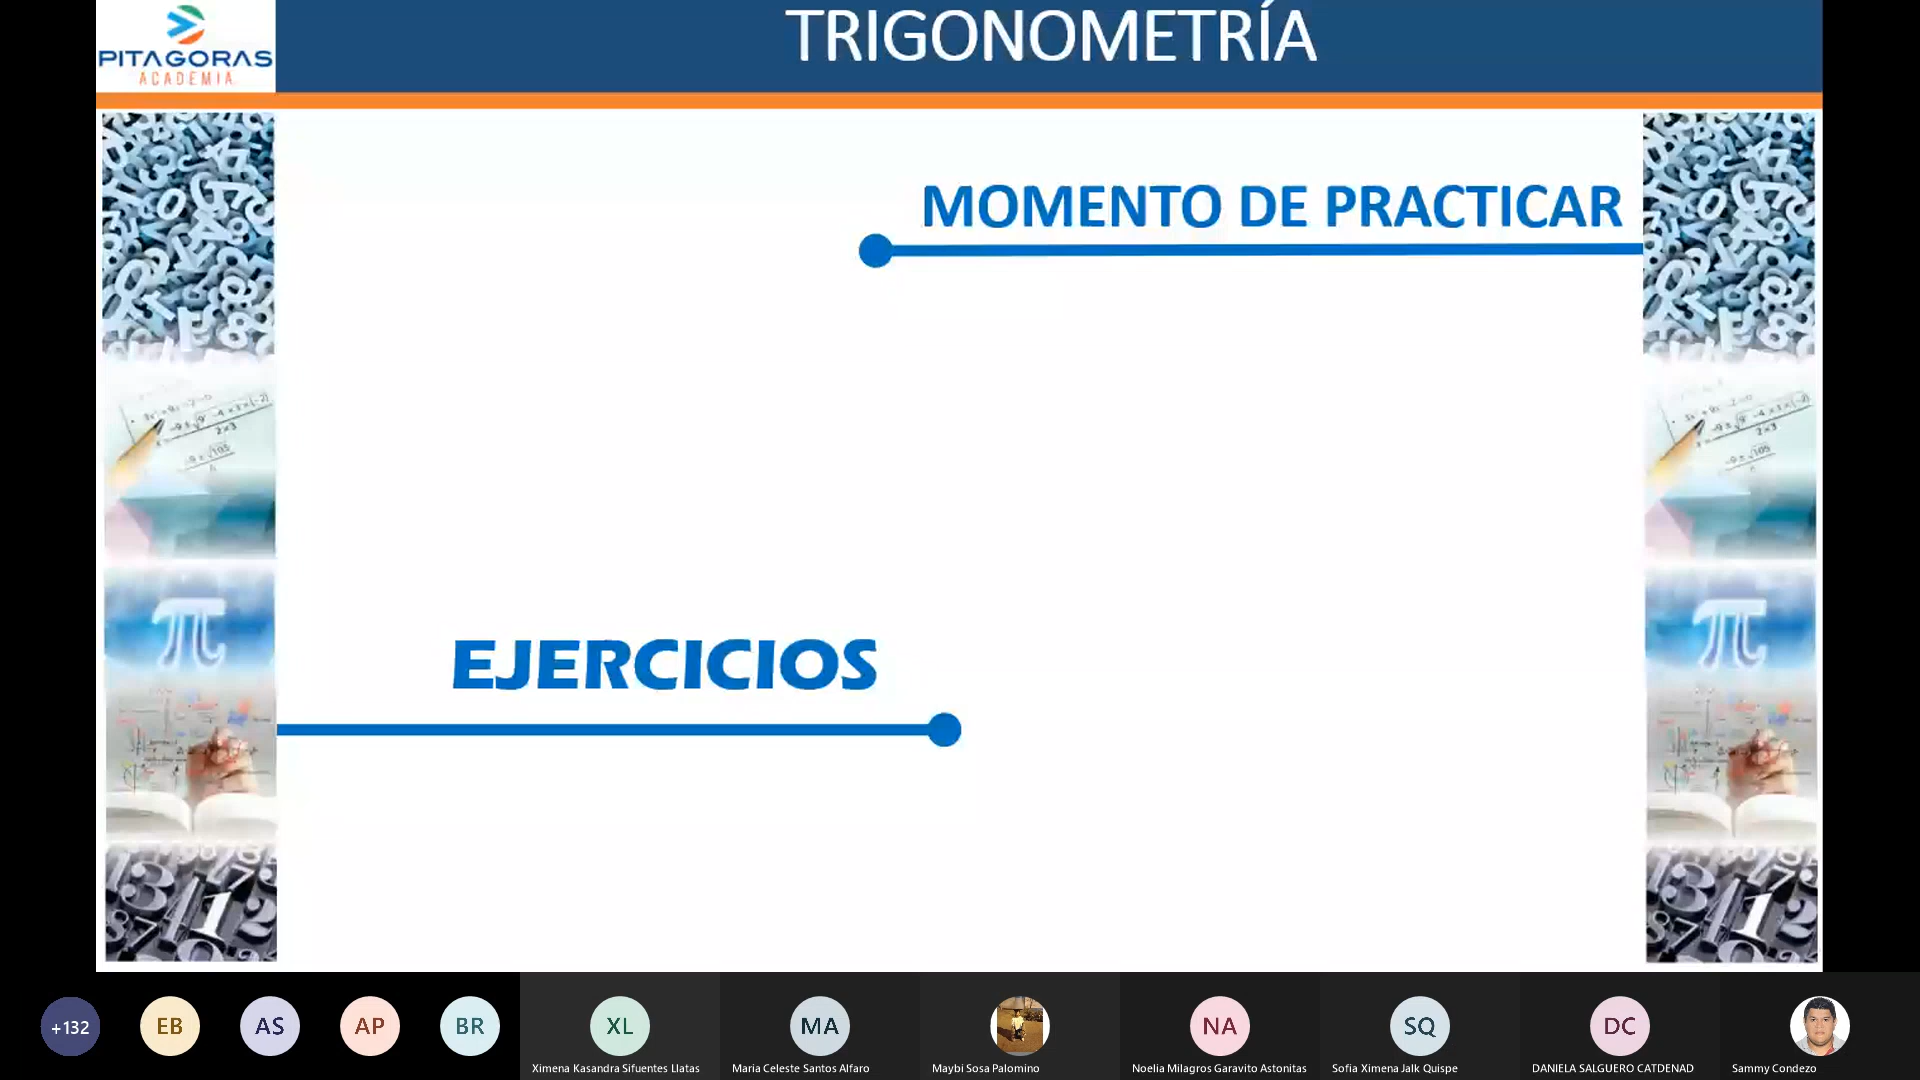 PITAGORAS
ACADEMIA
TRIGONOMETRÍA
MOMENTO DE PRACTICAR
EJERCICIOS
+132
EB
AS
AP
BR
XL
MA
NA
SQ
DC
Ximena Kasandra Sifuentes Llatas
Maria Celeste Santos Alfaro
Maybi Sosa Palomino
Noelia Milagros Garavito Astonitas
Sofia Ximena Jalk Quispe
DANIELA SALGUERO CATDENAD
Sammy Condezo